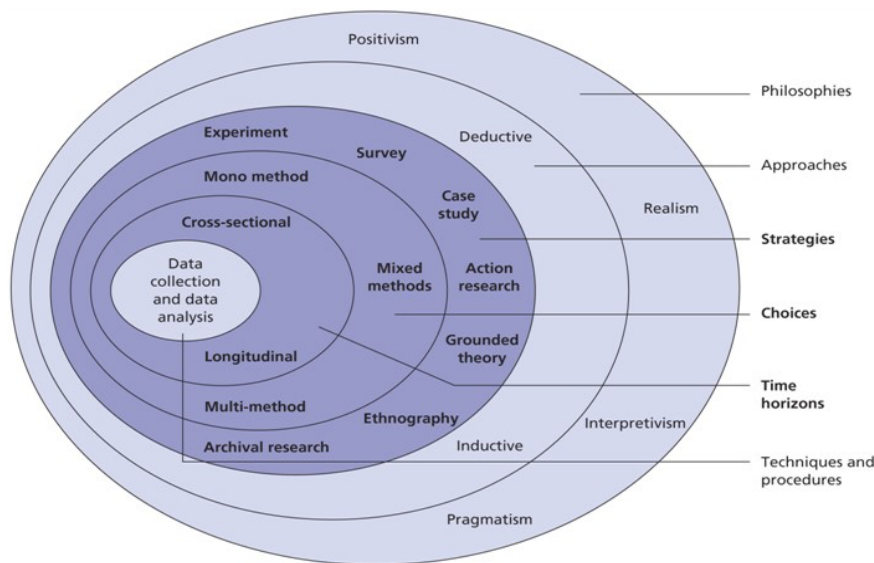 Positivism
Philosophies
Experiment
Deductive
Survey
Approaches
Mono method
Case
study
Realism
Cross-sectional
Strategies
Data
collection
and data
analysis
Mixed
methods
Action
research
Choices
Longitudinal
Grounded
theory
Time
horizons
Multi-method
Ethnography
Interpretivism
Archival research
Inductive
Techniques and
procedures
Pragmatism